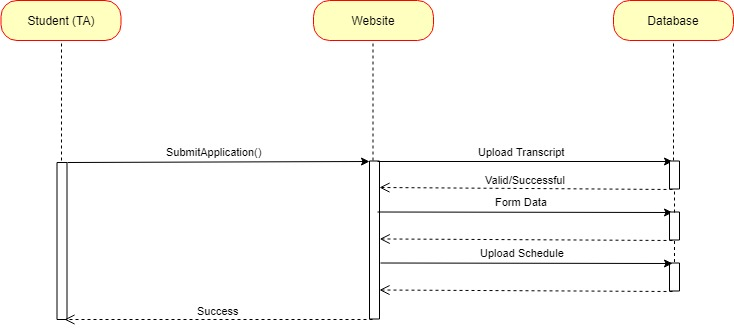 Student (TA)
Website
Database
SubmitApplication()
Upload Transcript
Valid/Successful
Form Data
Upload Schedule
Success